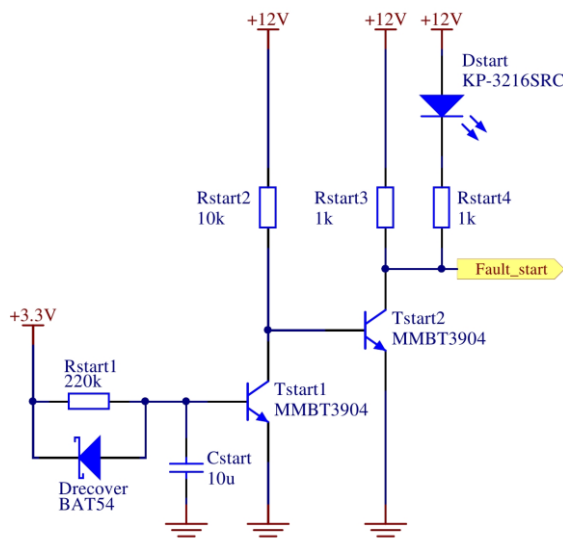 +12V
+12V
+12V
Dstart
KP-3216SRC
Rstart2
10k
Rstart3
1k
Rstart4
1k
Fault_start
+3.3V
Tstart2
MMBT3904
Rstart1
220k
Tstart1
MMBT3904
Cstart
10u
Drecover
BAT54